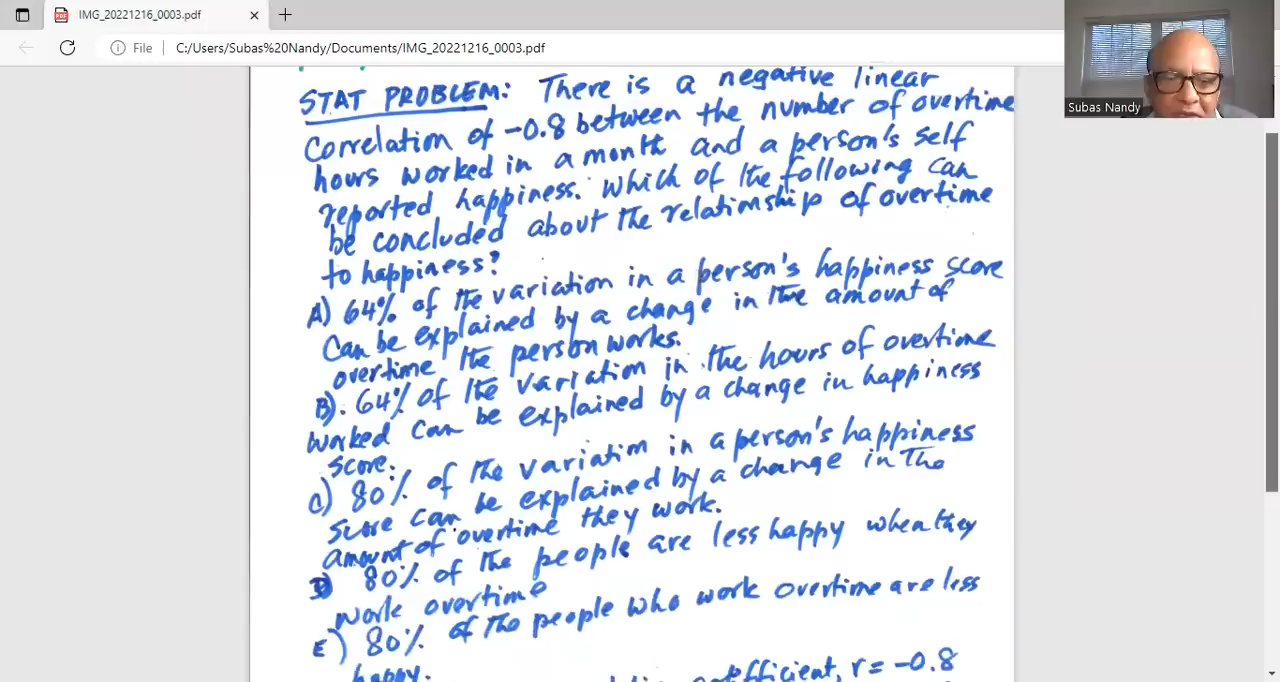 IMG_20221216_0003.pdf
File C:/Users/Subas%20Nandy/Documents/IMG_20221216_0003.pdf
Subas Nandy
STAT PROBLEM: There is a negative linear
Correlation of -0.8 between the number of overtime
hours worked in a month and a person's self
reported happiness. Which of the following can
be concluded about the relationship of overtime
to happiness?
A) 64% of the variation in a person's happiness score
Can be explained by a change in the amount of
overtime the person works.
B). 64% of the variation in the hours of overtime
worked can be explained by a change in happiness
score.
C) 80% of the variation in a person's happiness
score can be explained by a change in the
amount of overtime they work.
D 80% of the people are less happy when they
work overtime
E) 80% of the people who work overtime are less
happy.
coefficient, r = -0.8